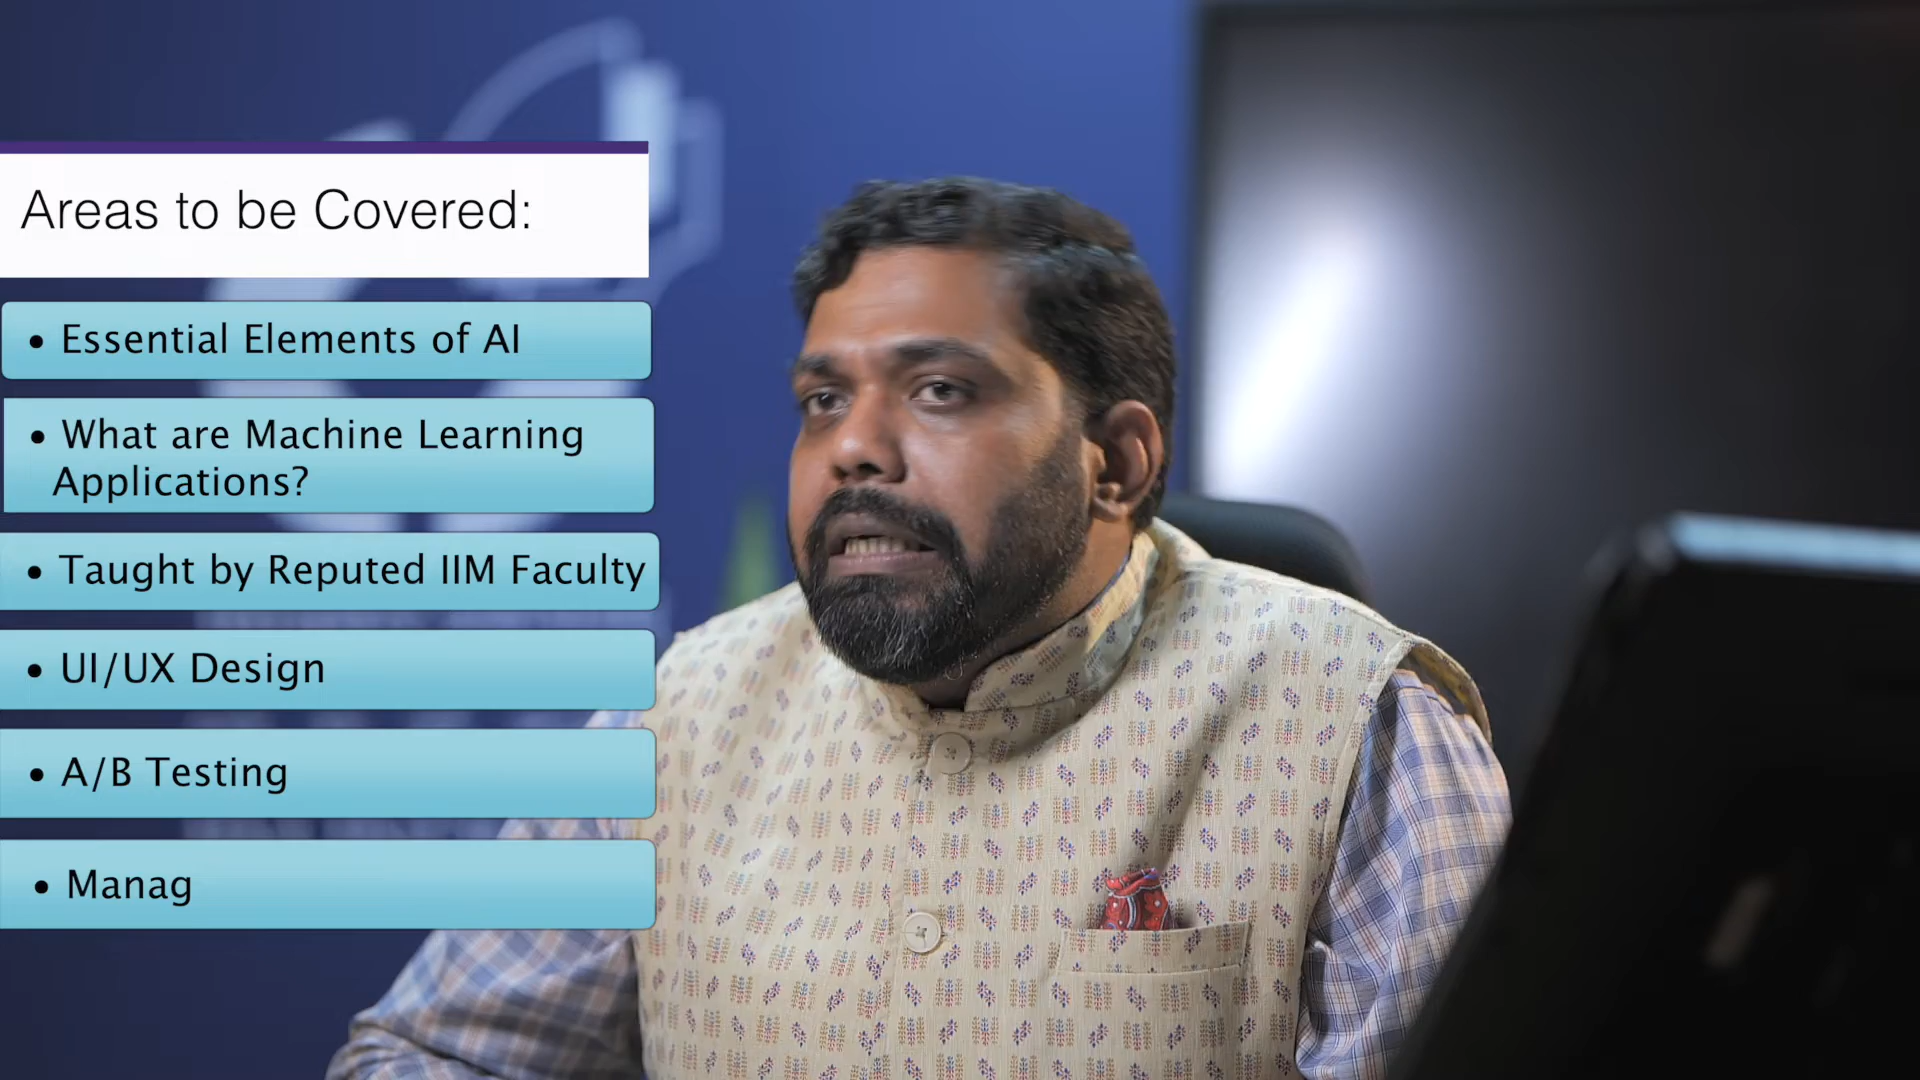 Areas to be Covered:
• Essential Elements of AI
• What are Machine Learning
Applications?
• Taught by Reputed IIM Faculty
• UI/UX Design
• A/B Testing
• Manag